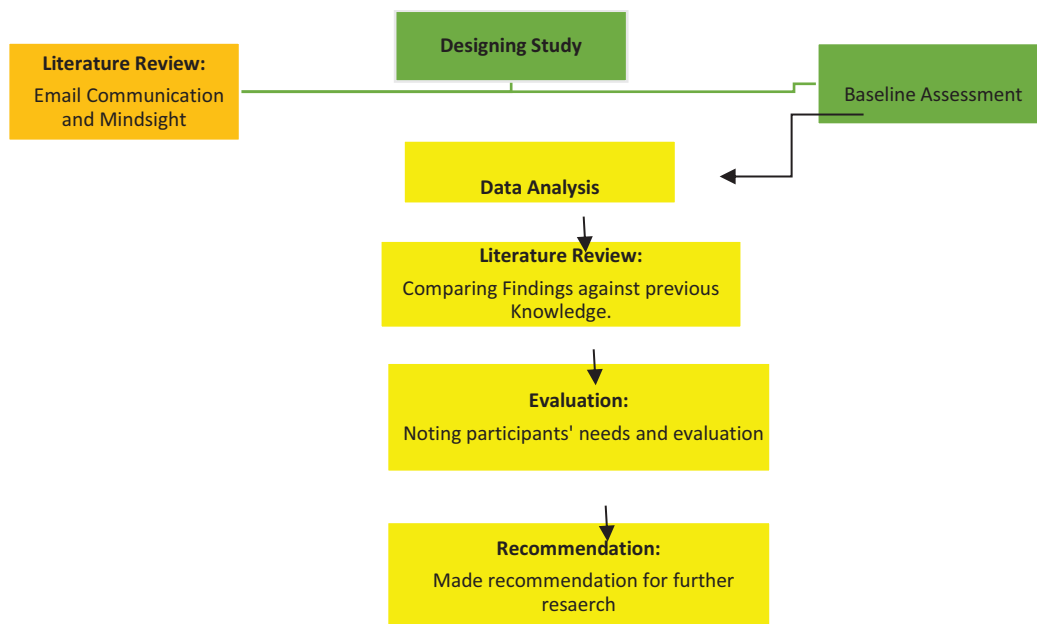 Designing Study
Literature Review:
Email Communication
and Mindsight
Baseline Assessment
Data Analysis
Literature Review:
Comparing Findings against previous
Knowledge.
Evaluation:
Noting participants' needs and evaluation
Recommendation:
Made recommendation for further
resaerch